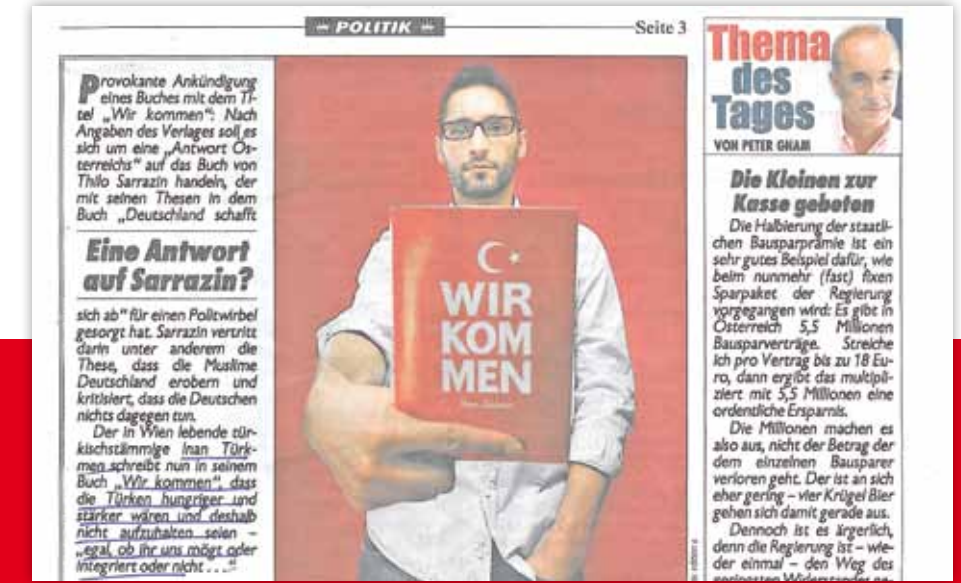 POLITIK
Seite 3
Provokante Ankündigung
eines Buches mit dem Ti-
tel „Wir kommen“: Nach
Angaben des Verlages soll es
sich um eine „Antwort Ös-
terreichs“ auf das Buch von
Thilo Sarrazin handeln, der
mit seinen Thesen in dem
Buch „Deutschland schafft
Eine Antwort
auf Sarrazin?
sich ab“ für einen Politwirbel
gesorgt hat. Sarrazin vertritt
darin unter anderem die
These, dass die Muslime
Deutschland erobern und
kritisiert, dass die Deutschen
nichts dagegen tun.
Der in Wien lebende tür-
kischstämmige Inan Türk-
men schreibt nun in seinem
Buch „Wir kommen“, dass
die Türken hungriger und
stärker wären und deshalb
nicht aufzuhalten seien –
„egal, ob ihr uns mögt oder
integriert oder nicht . . .“
WIR
KOM
MEN
Thema
des
Tages
VON PETER GNAM
Die Kleinen zur
Kasse gebeten
Die Halbierung der staatli-
chen Bausparprämie ist ein
sehr gutes Beispiel dafür, wie
beim nunmehr (fast) fixen
Sparpaket der Regierung
vorgegangen wird: Es gibt in
Österreich 5,5 Millionen
Bausparverträge. Streiche
ich pro Vertrag bis zu 18 Eu-
ro, dann ergibt das multipli-
ziert mit 5,5 Millionen eine
ordentliche Ersparnis.
Die Millionen machen es
also aus, nicht der Betrag der
dem einzelnen Bausparer
verloren geht. Der ist an sich
eher gering – vier Krügel Bier
gehen sich damit gerade aus.
Dennoch ist es ärgerlich,
denn die Regierung ist – wie-
der einmal – den Weg des